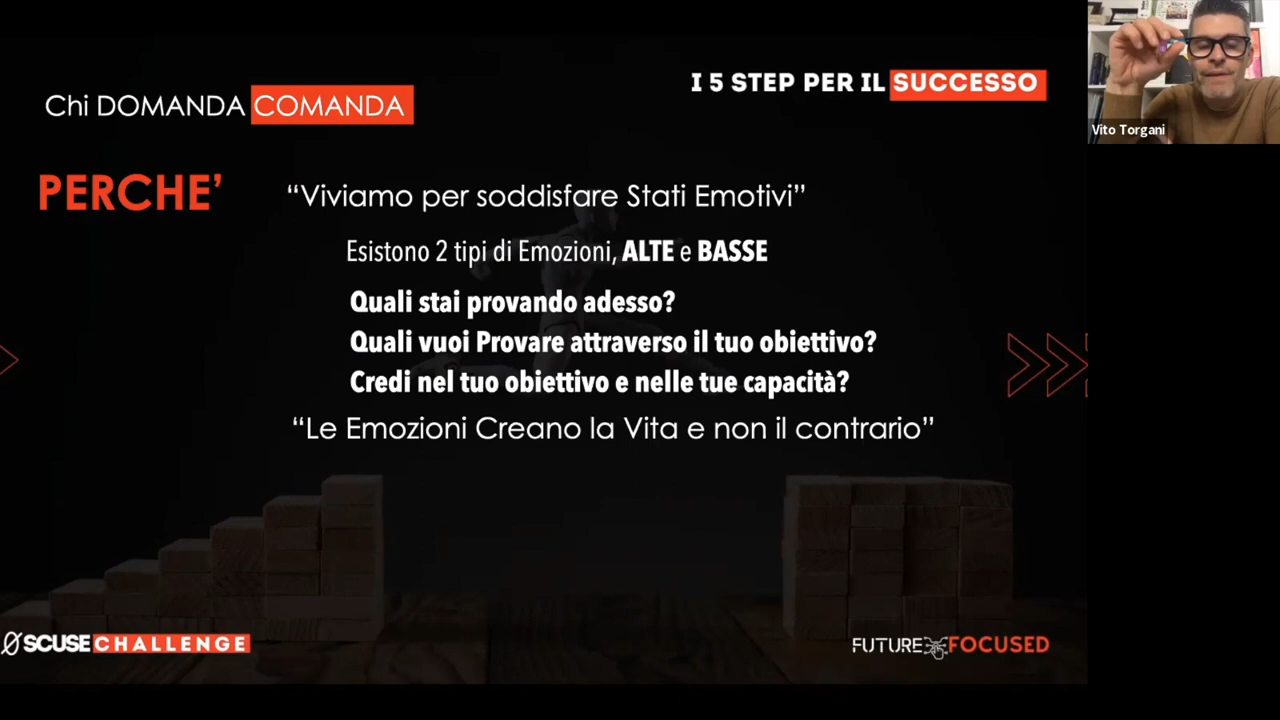 Chi DOMANDA COMANDA
I 5 STEP PER IL SUCCESSO
Vito Torgani
PERCHE’
“Viviamo per soddisfare Stati Emotivi”
Esistono 2 tipi di Emozioni, ALTE e BASSE
Quali stai provando adesso?
Quali vuoi Provare attraverso il tuo obiettivo?
Credi nel tuo obiettivo e nelle tue capacità?
“Le Emozioni Creano la Vita e non il contrario”
ØSCUSE CHALLENGE
FUTURE FOCUSED